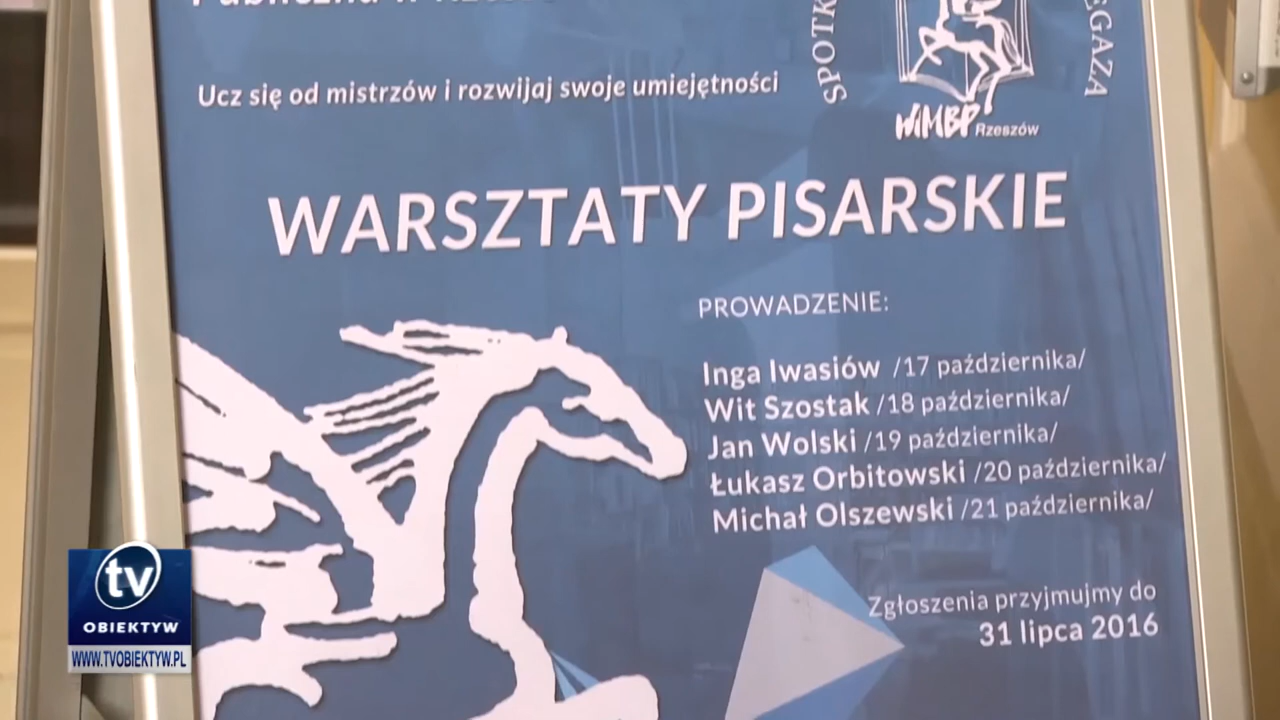 Ucz się od mistrzów i rozwijaj swoje umiejętności
WiMBP Rzeszów
WARSZTATY PISARSKIE
PROWADZENIE:
Inga Iwasiów /17 października/
Wit Szostak /18 października/
Jan Wolski /19 października/
Łukasz Orbitowski /20 października/
Michał Olszewski /21 października/
Zgłoszenia przyjmujmy do
31 lipca 2016
tv
OBIEKTYW
WWW.TVOBIEKTYW.PL